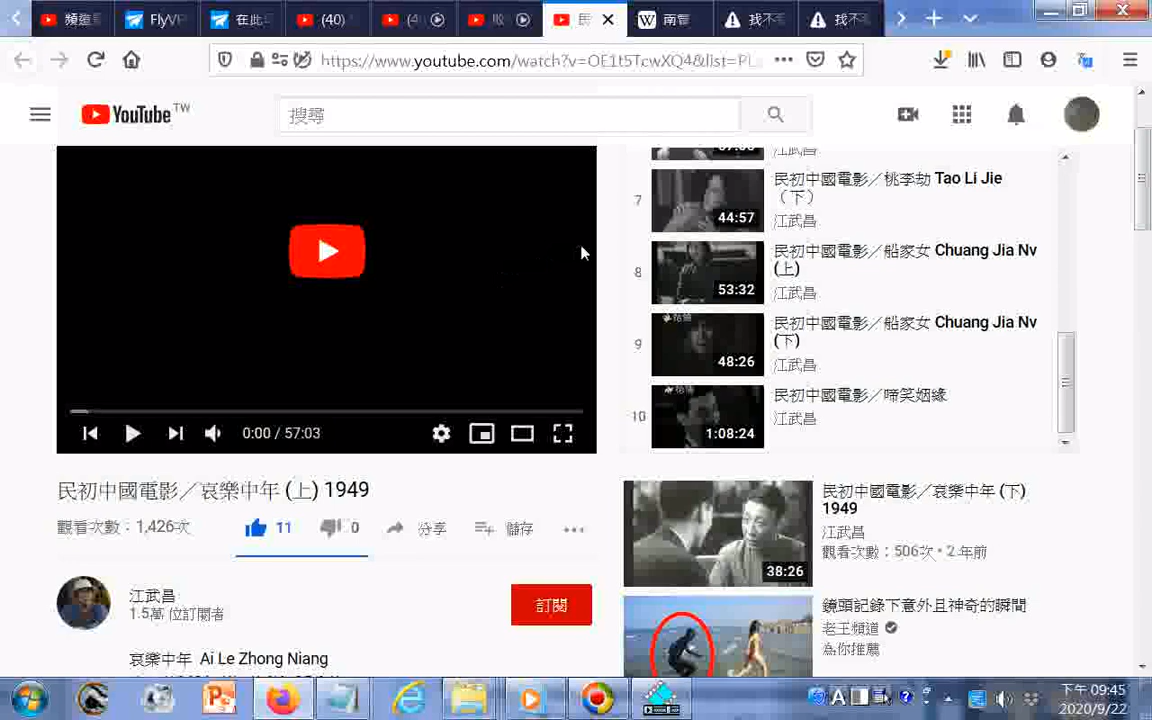 頻道
FlyVP
在此
(40)
(4
收
民
W 南管
找不
找不
https://www.youtube.com/watch?v=OE1t5TcwXQ4&list=PL
YouTube TW
搜尋
江武昌
7
44:57
民初中國電影／桃李劫 Tao Li Jie
（下）
江武昌
8
53:32
民初中國電影／船家女 Chuang Jia Nv
(上)
江武昌
9
48:26
民初中國電影／船家女 Chuang Jia Nv
(下)
江武昌
10
1:08:24
民初中國電影／啼笑姻緣
江武昌
0:00 / 57:03
民初中國電影／哀樂中年 (上) 1949
觀看次數：1,426次
11
0
分享
儲存
江武昌
1.5萬 位訂閱者
訂閱
哀樂中年 Ai Le Zhong Niang
38:26
民初中國電影／哀樂中年 (下)
1949
江武昌
觀看次數：506次 • 2 年前
鏡頭記錄下意外且神奇的瞬間
老王頻道
為你推薦
A
下午 09:45
2020/9/22